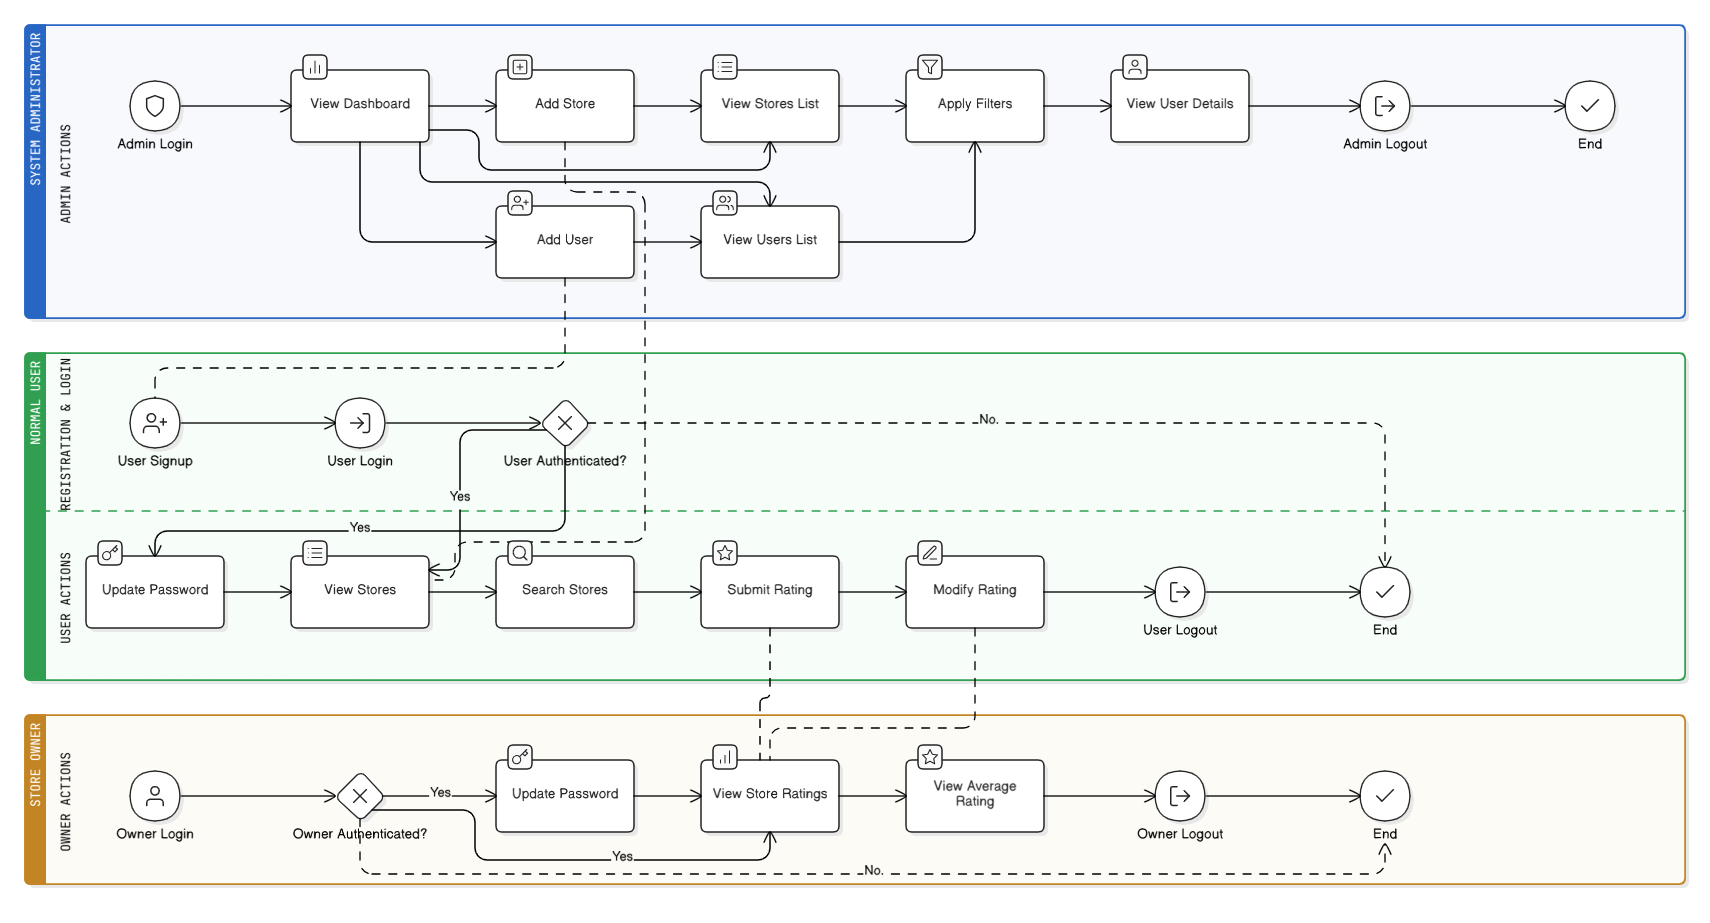 SYSTEM ADMINISTRATOR
ADMIN ACTIONS
Admin Login
View Dashboard
Add Store
View Stores List
Apply Filters
View User Details
Admin Logout
End
Add User
View Users List
NORMAL USER
REGISTRATION & LOGIN
User Signup
User Login
User Authenticated?
No.
Yes
Yes
USER ACTIONS
Update Password
View Stores
Search Stores
Submit Rating
Modify Rating
User Logout
End
STORE OWNER
OWNER ACTIONS
Owner Login
Owner Authenticated?
Yes
Update Password
View Store Ratings
View Average
Rating
Owner Logout
End
Yes
No.